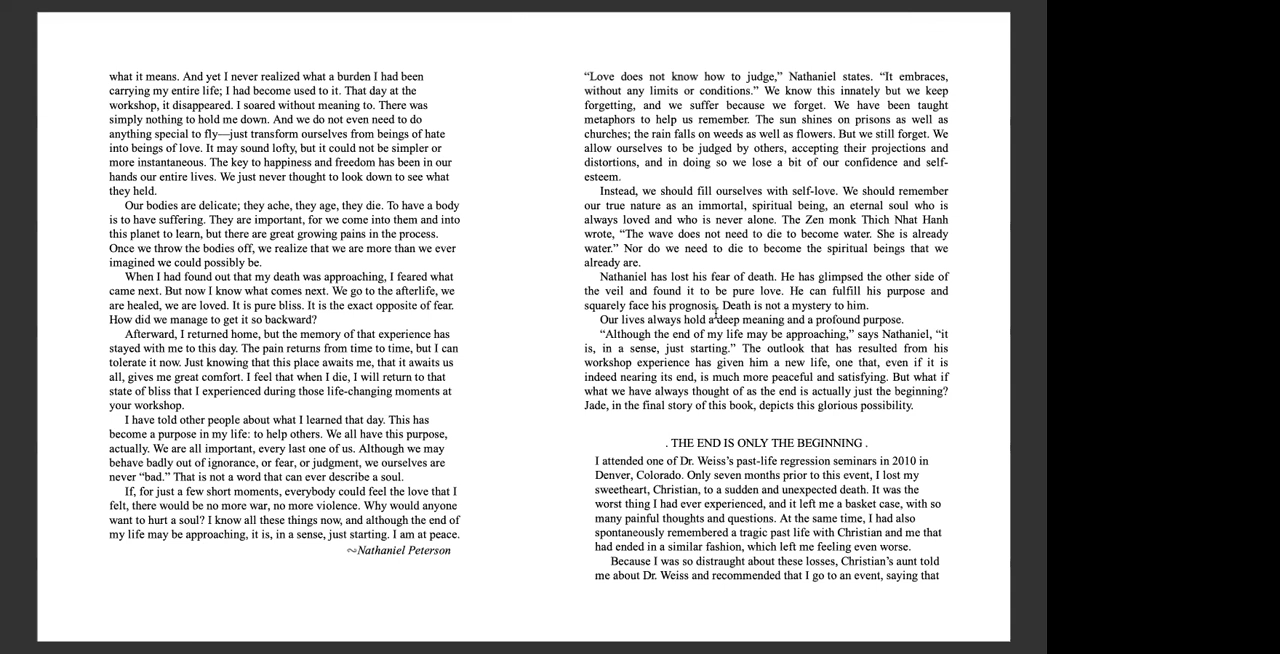 what it means. And yet I never realized what a burden I had been
carrying my entire life; I had become used to it. That day at the
workshop, it disappeared. I soared without meaning to. There was
simply nothing to hold me down. And we do not even need to do
anything special to fly—just transform ourselves from beings of hate
into beings of love. It may sound lofty, but it could not be simpler or
more instantaneous. The key to happiness and freedom has been in our
hands our entire lives. We just never thought to look down to see what
they held.
Our bodies are delicate; they ache, they age, they die. To have a body
is to have suffering. They are important, for we come into them and into
this planet to learn, but there are great growing pains in the process.
Once we throw the bodies off, we realize that we are more than we ever
imagined we could possibly be.
When I had found out that my death was approaching, I feared what
came next. But now I know what comes next. We go to the afterlife, we
are healed, we are loved. It is pure bliss. It is the exact opposite of fear.
How did we manage to get it so backward?
Afterward, I returned home, but the memory of that experience has
stayed with me to this day. The pain returns from time to time, but I can
tolerate it now. Just knowing that this place awaits me, that it awaits us
all, gives me great comfort. I feel that when I die, I will return to that
state of bliss that I experienced during those life-changing moments at
your workshop.
I have told other people about what I learned that day. This has
become a purpose in my life: to help others. We all have this purpose,
actually. We are all important, every last one of us. Although we may
behave badly out of ignorance, or fear, or judgment, we ourselves are
never “bad.” That is not a word that can ever describe a soul.
If, for just a few short moments, everybody could feel the love that I
felt, there would be no more war, no more violence. Why would anyone
want to hurt a soul? I know all these things now, and although the end of
my life may be approaching, it is, in a sense, just starting. I am at peace.
~Nathaniel Peterson
“Love does not know how to judge,” Nathaniel states. “It embraces,
without any limits or conditions.” We know this innately but we keep
forgetting, and we suffer because we forget. We have been taught
metaphors to help us remember. The sun shines on prisons as well as
churches; the rain falls on weeds as well as flowers. But we still forget. We
allow ourselves to be judged by others, accepting their projections and
distortions, and in doing so we lose a bit of our confidence and self-
esteem.
Instead, we should fill ourselves with self-love. We should remember
our true nature as an immortal, spiritual being, an eternal soul who is
always loved and who is never alone. The Zen monk Thich Nhat Hanh
wrote, “The wave does not need to die to become water. She is already
water.” Nor do we need to die to become the spiritual beings that we
already are.
Nathaniel has lost his fear of death. He has glimpsed the other side of
the veil and found it to be pure love. He can fulfill his purpose and
squarely face his prognosis. Death is not a mystery to him.
Our lives always hold a deep meaning and a profound purpose.
“Although the end of my life may be approaching,” says Nathaniel, “it
is, in a sense, just starting.” The outlook that has resulted from his
workshop experience has given him a new life, one that, even if it is
indeed nearing its end, is much more peaceful and satisfying. But what if
what we have always thought of as the end is actually just the beginning?
Jade, in the final story of this book, depicts this glorious possibility.
. THE END IS ONLY THE BEGINNING .
I attended one of Dr. Weiss’s past-life regression seminars in 2010 in
Denver, Colorado. Only seven months prior to this event, I lost my
sweetheart, Christian, to a sudden and unexpected death. It was the
worst thing I had ever experienced, and it left me a basket case, with so
many painful thoughts and questions. At the same time, I had also
spontaneously remembered a tragic past life with Christian and me that
had ended in a similar fashion, which left me feeling even worse.
Because I was so distraught about these losses, Christian’s aunt told
me about Dr. Weiss and recommended that I go to an event, saying that